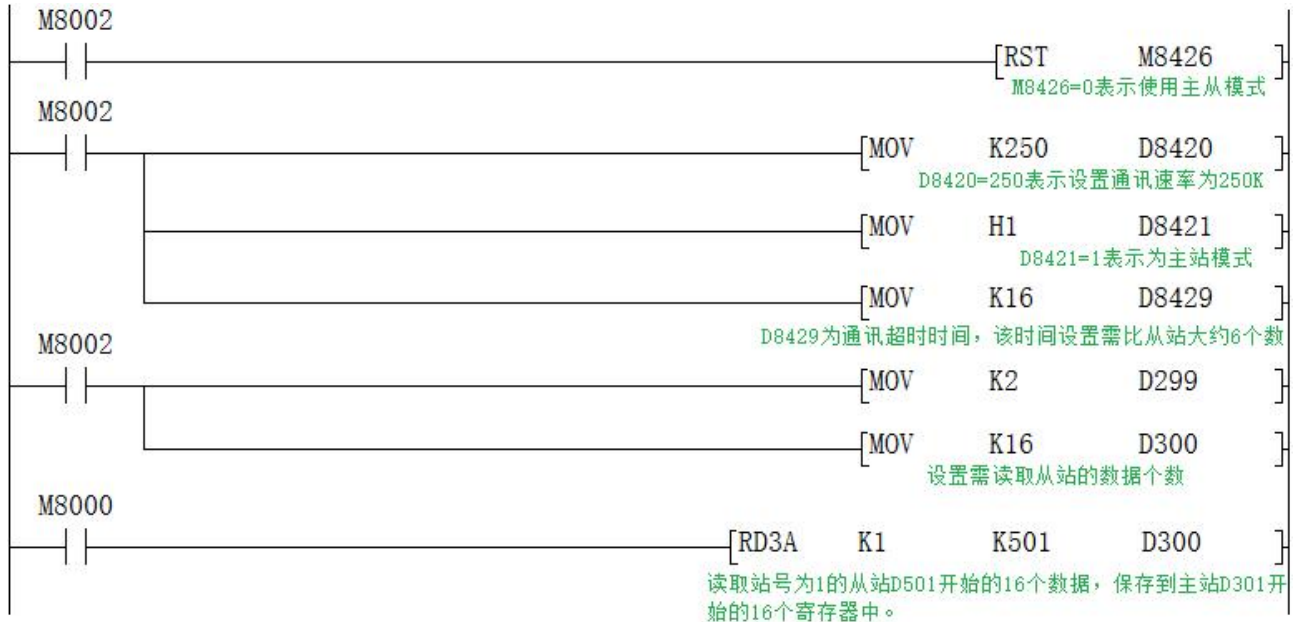 M8002
[RST M8426 ]
M8426=0表示使用主从模式
M8002
[MOV K250 D8420 ]
D8420=250表示设置通讯速率为250K
[MOV H1 D8421 ]
D8421=1表示为主站模式
[MOV K16 D8429 ]
D8429为通讯超时时间，该时间设置需比从站大约6个数
M8002
[MOV K2 D299 ]
[MOV K16 D300 ]
设置需读取从站的数据个数
M8000
[RD3A K1 K501 D300 ]
读取站号为1的从站D501开始的16个数据，保存到主站D301开
始的16个寄存器中。